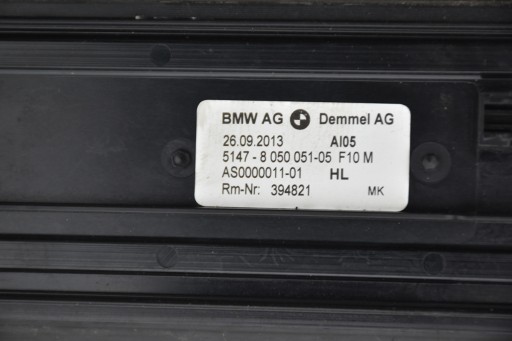 BMW AG Demmel AG
26.09.2013 AI05
5147 - 8 050 051-05 F10 M
AS0000011-01 HL
Rm-Nr: 394821 MK